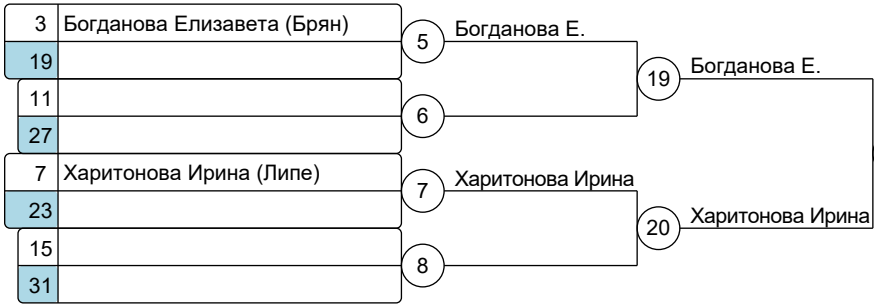 3 Богданова Елизавета (Брян)
5 Богданова Е.
19
19 Богданова Е.
11
6
27
7 Харитонова Ирина (Липе)
7 Харитонова Ирина
23
20 Харитонова Ирина
15
8
31